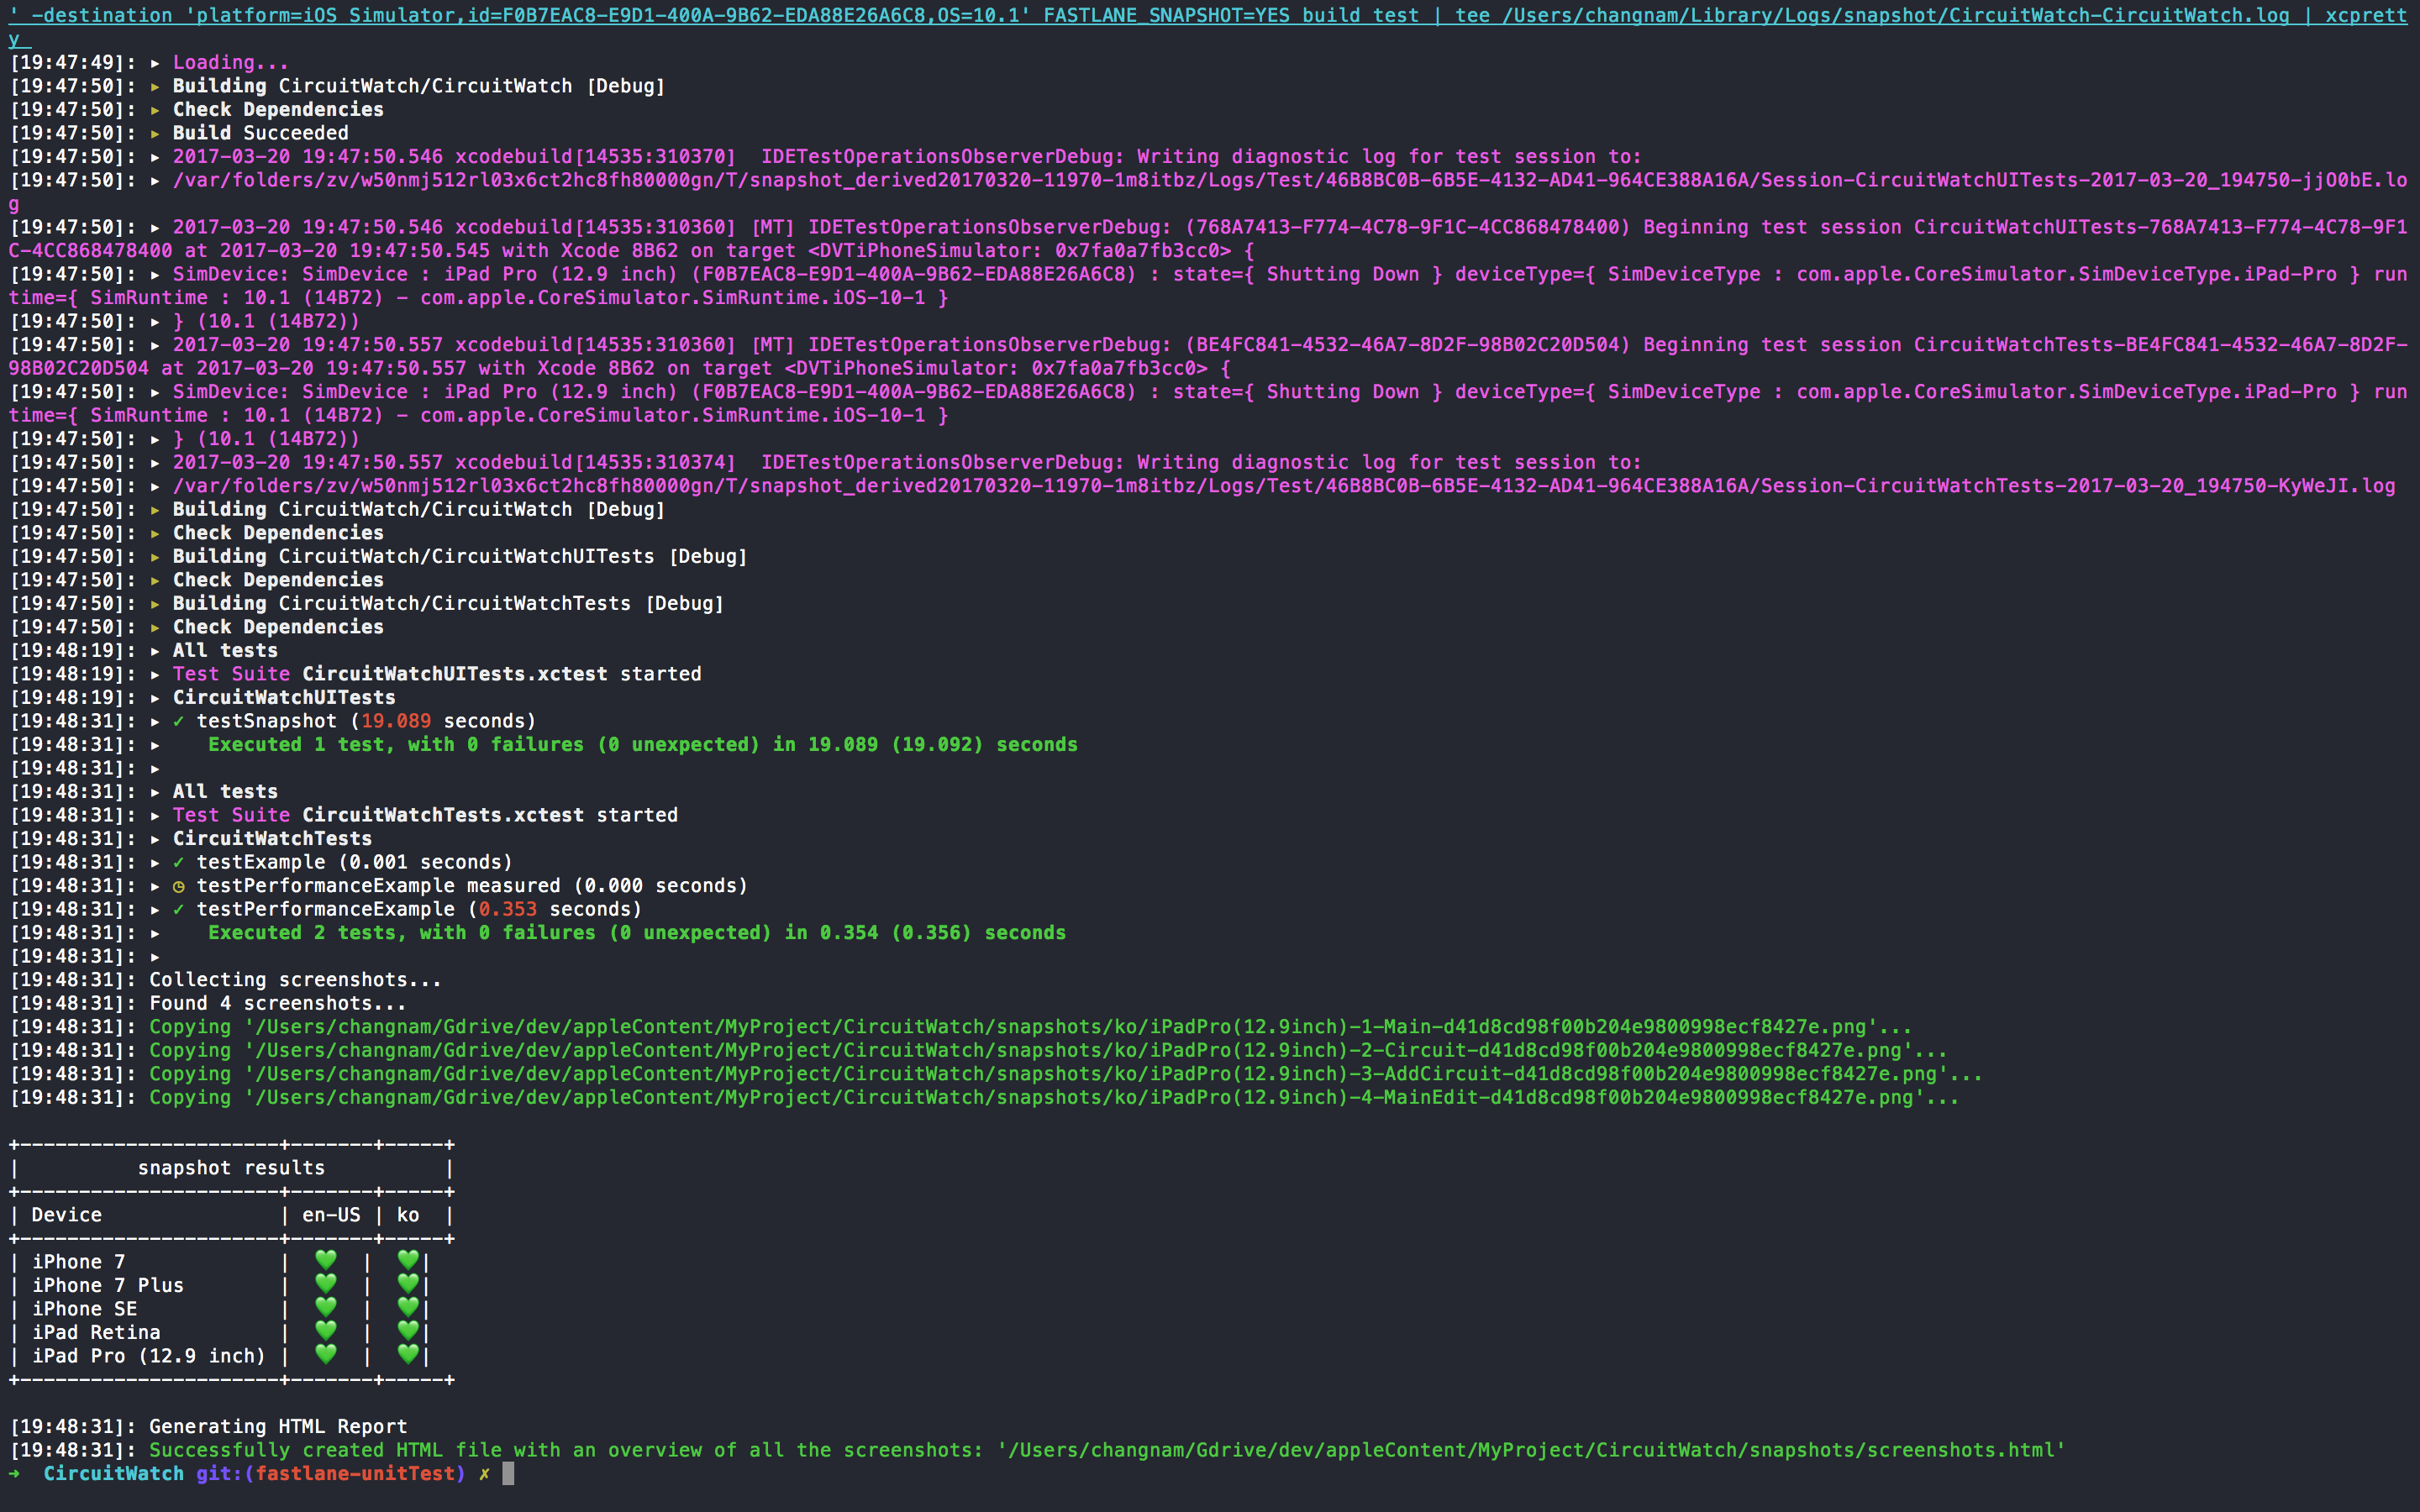 ' -destination 'platform=iOS Simulator,id=F0B7EAC8-E9D1-400A-9B62-EDA88E26A6C8,OS=10.1' FASTLANE_SNAPSHOT=YES build test | tee /Users/changnam/Library/Logs/snapshot/CircuitWatch-CircuitWatch.log | xcprett
y
[19:47:49]: ▸ Loading...
[19:47:50]: ▸ Building CircuitWatch/CircuitWatch [Debug]
[19:47:50]: ▸ Check Dependencies
[19:47:50]: ▸ Build Succeeded
[19:47:50]: ▸ 2017-03-20 19:47:50.546 xcodebuild[14535:310370]  IDETestOperationsObserverDebug: Writing diagnostic log for test session to:
[19:47:50]: ▸ /var/folders/zv/w50nmj512rl03x6ct2hc8fh80000gn/T/snapshot_derived20170320-11970-1m8itbz/Logs/Test/46B8BC0B-6B5E-4132-AD41-964CE388A16A/Session-CircuitWatchUITests-2017-03-20_194750-jjO0bE.lo
g
[19:47:50]: ▸ 2017-03-20 19:47:50.546 xcodebuild[14535:310360] [MT] IDETestOperationsObserverDebug: (768A7413-F774-4C78-9F1C-4CC868478400) Beginning test session CircuitWatchUITests-768A7413-F774-4C78-9F1
C-4CC868478400 at 2017-03-20 19:47:50.545 with Xcode 8B62 on target <DVTiPhoneSimulator: 0x7fa0a7fb3cc0> {
[19:47:50]: ▸ SimDevice: SimDevice : iPad Pro (12.9 inch) (F0B7EAC8-E9D1-400A-9B62-EDA88E26A6C8) : state={ Shutting Down } deviceType={ SimDeviceType : com.apple.CoreSimulator.SimDeviceType.iPad-Pro } run
time={ SimRuntime : 10.1 (14B72) - com.apple.CoreSimulator.SimRuntime.iOS-10-1 }
[19:47:50]: ▸ } (10.1 (14B72))
[19:47:50]: ▸ 2017-03-20 19:47:50.557 xcodebuild[14535:310360] [MT] IDETestOperationsObserverDebug: (BE4FC841-4532-46A7-8D2F-98B02C20D504) Beginning test session CircuitWatchTests-BE4FC841-4532-46A7-8D2F-
98B02C20D504 at 2017-03-20 19:47:50.557 with Xcode 8B62 on target <DVTiPhoneSimulator: 0x7fa0a7fb3cc0> {
[19:47:50]: ▸ SimDevice: SimDevice : iPad Pro (12.9 inch) (F0B7EAC8-E9D1-400A-9B62-EDA88E26A6C8) : state={ Shutting Down } deviceType={ SimDeviceType : com.apple.CoreSimulator.SimDeviceType.iPad-Pro } run
time={ SimRuntime : 10.1 (14B72) - com.apple.CoreSimulator.SimRuntime.iOS-10-1 }
[19:47:50]: ▸ } (10.1 (14B72))
[19:47:50]: ▸ 2017-03-20 19:47:50.557 xcodebuild[14535:310374]  IDETestOperationsObserverDebug: Writing diagnostic log for test session to:
[19:47:50]: ▸ /var/folders/zv/w50nmj512rl03x6ct2hc8fh80000gn/T/snapshot_derived20170320-11970-1m8itbz/Logs/Test/46B8BC0B-6B5E-4132-AD41-964CE388A16A/Session-CircuitWatchTests-2017-03-20_194750-KyWeJI.log
[19:47:50]: ▸ Building CircuitWatch/CircuitWatch [Debug]
[19:47:50]: ▸ Check Dependencies
[19:47:50]: ▸ Building CircuitWatch/CircuitWatchUITests [Debug]
[19:47:50]: ▸ Check Dependencies
[19:47:50]: ▸ Building CircuitWatch/CircuitWatchTests [Debug]
[19:47:50]: ▸ Check Dependencies
[19:48:19]: ▸ All tests
[19:48:19]: ▸ Test Suite CircuitWatchUITests.xctest started
[19:48:19]: ▸ CircuitWatchUITests
[19:48:31]: ▸ ✓ testSnapshot (19.089 seconds)
[19:48:31]: ▸    Executed 1 test, with 0 failures (0 unexpected) in 19.089 (19.092) seconds
[19:48:31]: ▸
[19:48:31]: ▸ All tests
[19:48:31]: ▸ Test Suite CircuitWatchTests.xctest started
[19:48:31]: ▸ CircuitWatchTests
[19:48:31]: ▸ ✓ testExample (0.001 seconds)
[19:48:31]: ▸ ◷ testPerformanceExample measured (0.000 seconds)
[19:48:31]: ▸ ✓ testPerformanceExample (0.353 seconds)
[19:48:31]: ▸    Executed 2 tests, with 0 failures (0 unexpected) in 0.354 (0.356) seconds
[19:48:31]: ▸
[19:48:31]: Collecting screenshots...
[19:48:31]: Found 4 screenshots...
[19:48:31]: Copying '/Users/changnam/Gdrive/dev/appleContent/MyProject/CircuitWatch/snapshots/ko/iPadPro(12.9inch)-1-Main-d41d8cd98f00b204e9800998ecf8427e.png'...
[19:48:31]: Copying '/Users/changnam/Gdrive/dev/appleContent/MyProject/CircuitWatch/snapshots/ko/iPadPro(12.9inch)-2-Circuit-d41d8cd98f00b204e9800998ecf8427e.png'...
[19:48:31]: Copying '/Users/changnam/Gdrive/dev/appleContent/MyProject/CircuitWatch/snapshots/ko/iPadPro(12.9inch)-3-AddCircuit-d41d8cd98f00b204e9800998ecf8427e.png'...
[19:48:31]: Copying '/Users/changnam/Gdrive/dev/appleContent/MyProject/CircuitWatch/snapshots/ko/iPadPro(12.9inch)-4-MainEdit-d41d8cd98f00b204e9800998ecf8427e.png'...
+----------------------+-------+-----+
|          snapshot results          |
+----------------------+-------+-----+
| Device               | en-US | ko  |
+----------------------+-------+-----+
| iPhone 7             |  💚  |  💚|
| iPhone 7 Plus        |  💚  |  💚|
| iPhone SE            |  💚  |  💚|
| iPad Retina          |  💚  |  💚|
| iPad Pro (12.9 inch) |  💚  |  💚|
+----------------------+-------+-----+
[19:48:31]: Generating HTML Report
[19:48:31]: Successfully created HTML file with an overview of all the screenshots: '/Users/changnam/Gdrive/dev/appleContent/MyProject/CircuitWatch/snapshots/screenshots.html'
➜  CircuitWatch git:(fastlane-unitTest) ✗